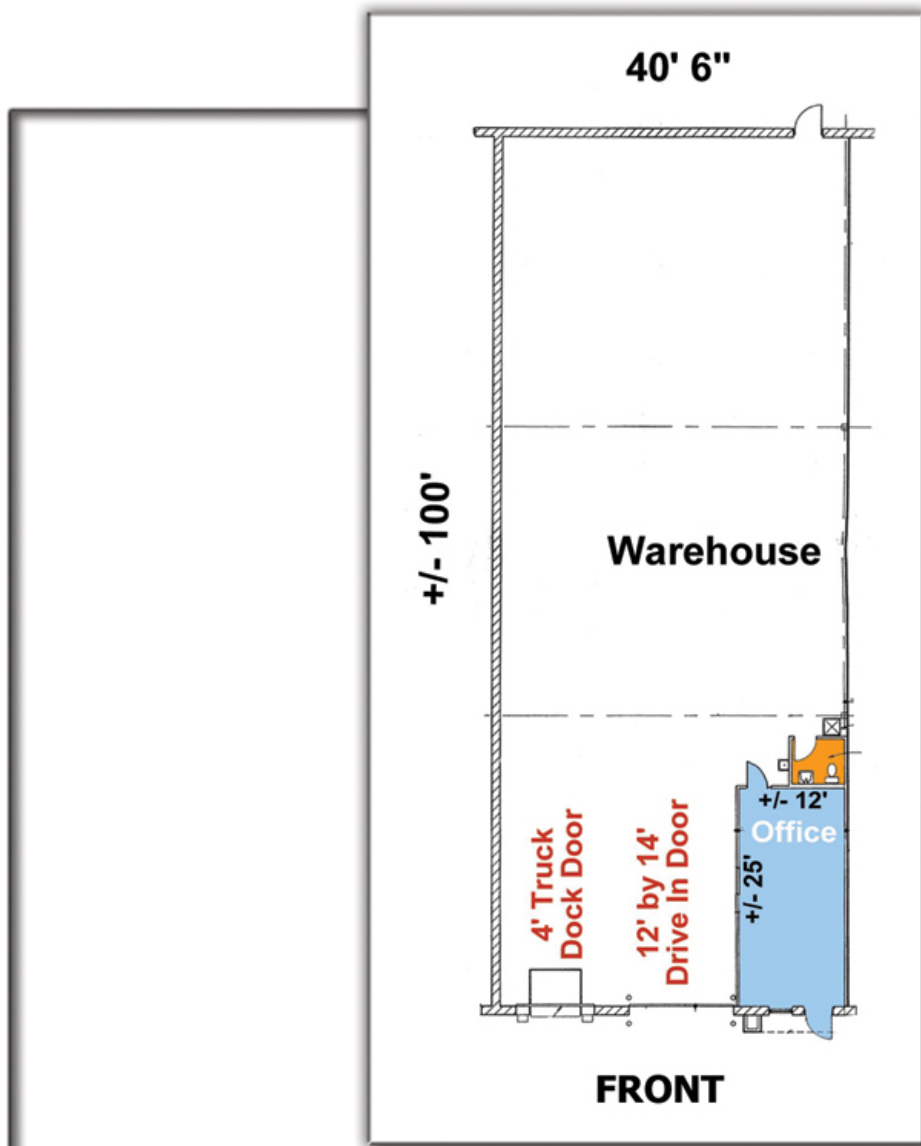 40' 6"
+/- 100'
Warehouse
+/- 12'
Office
+/- 25'
4' Truck
Dock Door
12' by 14'
Drive In Door
FRONT